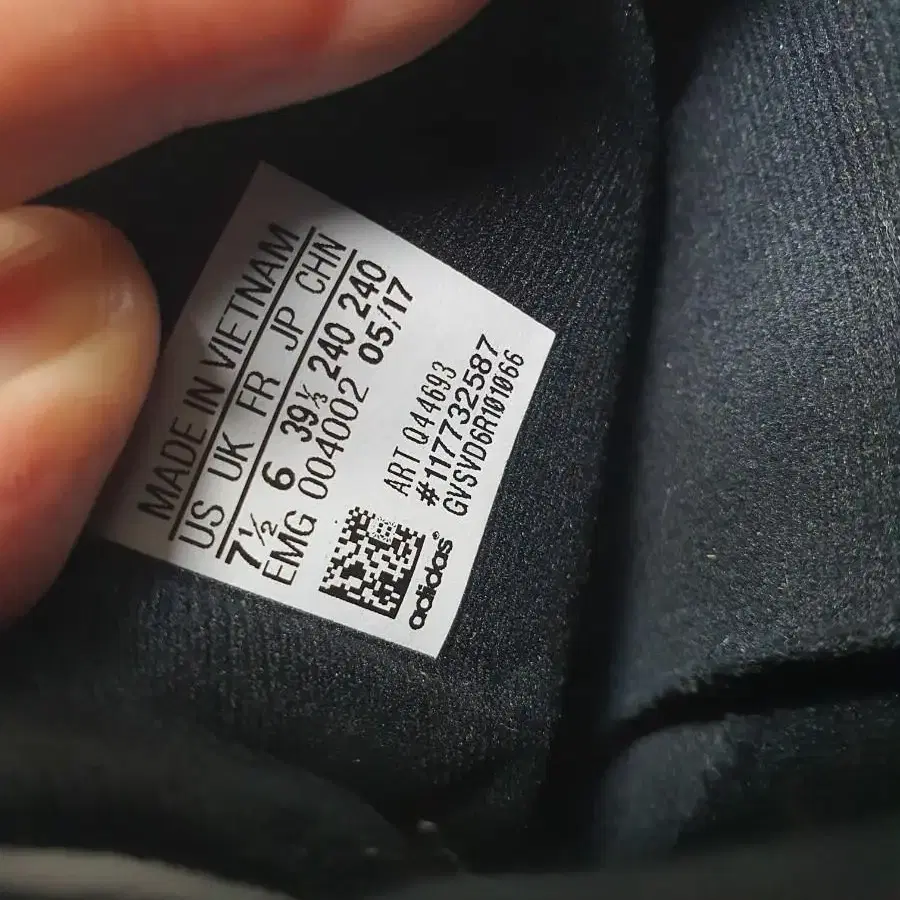 MADE IN VIETNAM
US UK FR JP CHN
7½ 6 39⅓ 240 240
EMG 004002 05/17
ART Q44693
#117732587
GVSVD6R101066
adidas